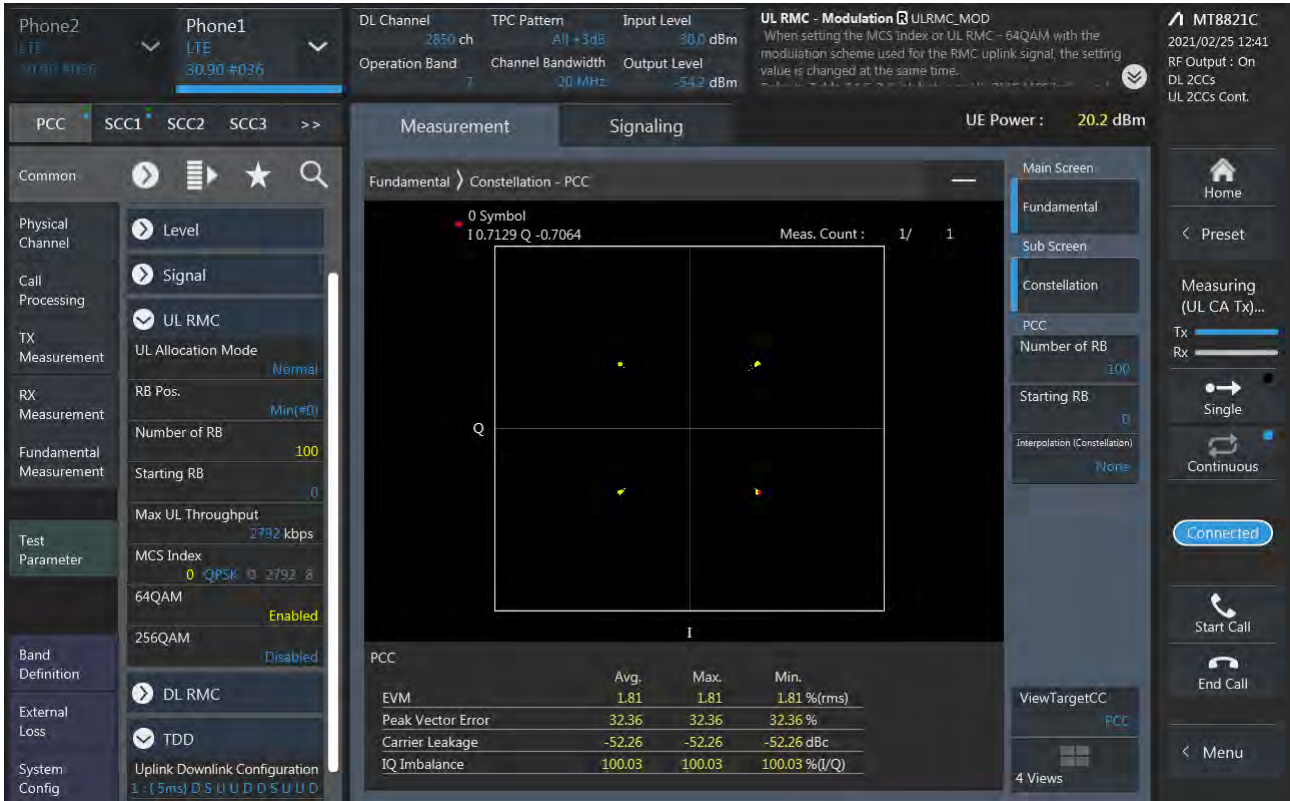 Phone2
LTE
30.90 #036
Phone1
LTE
30.90 #036
DL Channel
2850 ch
Operation Band
7
TPC Pattern
All +3dB
Channel Bandwidth
20 MHz
Input Level
30.0 dBm
Output Level
-54.2 dBm
UL RMC - Modulation R ULRMC_MOD
When setting the MCS Index or UL RMC - 64QAM with the
modulation scheme used for the RMC uplink signal, the setting
value is changed at the same time.
MT8821C
2021/02/25 12:41
RF Output : On
DL 2CCs
UL 2CCs Cont.
PCC SCC1 SCC2 SCC3 >>
Measurement
Signaling
UE Power : 20.2 dBm
Common
Physical
Channel
Call
Processing
TX
Measurement
RX
Measurement
Fundamental
Measurement
Test
Parameter
Band
Definition
External
Loss
System
Config
Level
Signal
UL RMC
UL Allocation Mode
Normal
RB Pos.
Min(#0)
Number of RB
100
Starting RB
0
Max UL Throughput
2792 kbps
MCS Index
0 QPSK 0 2792 8
64QAM
Enabled
256QAM
Disabled
DL RMC
TDD
Uplink Downlink Configuration
1 : ( 5ms) D S U U D D S U U D
Fundamental Constellation - PCC
0 Symbol
I 0.7129 Q -0.7064
Meas. Count : 1/ 1
Q
I
PCC
Avg. Max. Min.
EVM 1.81 1.81 1.81 %(rms)
Peak Vector Error 32.36 32.36 32.36 %
Carrier Leakage -52.26 -52.26 -52.26 dBc
IQ Imbalance 100.03 100.03 100.03 %(I/Q)
Main Screen
Fundamental
Sub Screen
Constellation
PCC
Number of RB
100
Starting RB
0
Interpolation (Constellation)
None
ViewTargetCC
PCC
4 Views
Home
< Preset
Measuring
(UL CA Tx)...
Tx
Rx
Single
Continuous
Connected
Start Call
End Call
< Menu